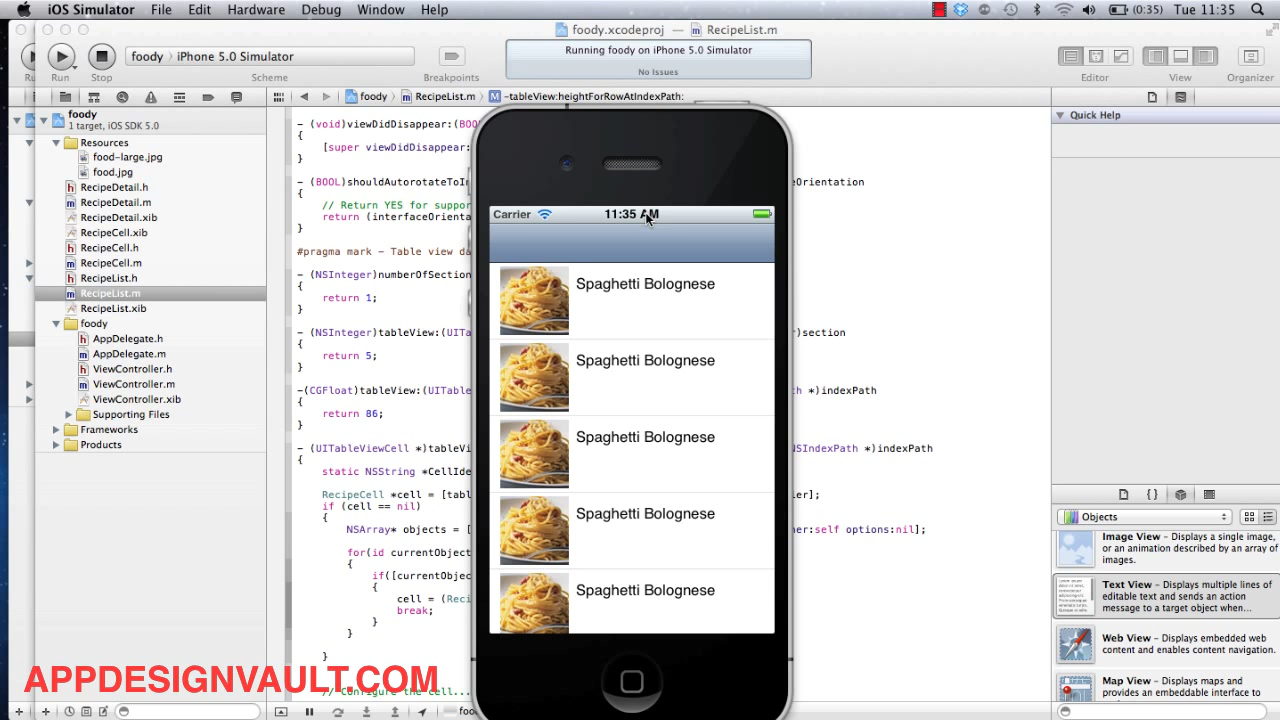 iOS Simulator File Edit Hardware Debug Window Help (0:35) Tue 11:35
foody.xcodeproj — RecipeList.m
Run Stop foody iPhone 5.0 Simulator
Scheme Breakpoints
Running foody on iPhone 5.0 Simulator
No Issues
Editor View Organizer
foody RecipeList.m M -tableView:heightForRowAtIndexPath:
foody
1 target, iOS SDK 5.0
Resources
food-large.jpg
food.jpg
RecipeDetail.h
RecipeDetail.m
RecipeDetail.xib
RecipeCell.xib
RecipeCell.h
RecipeCell.m
RecipeList.h
RecipeList.m
RecipeList.xib
foody
AppDelegate.h
AppDelegate.m
ViewController.h
ViewController.m
ViewController.xib
Supporting Files
Frameworks
Products
- (void)viewDidDisappear:(BOO
{
[super viewDidDisappear:
}
- (BOOL)shouldAutorotateToIn
Orientation
{
// Return YES for suppo
return (interfaceOrienta
}
#pragma mark - Table view da
- (NSInteger)numberOfSection
{
return 1;
}
- (NSInteger)tableView:(UITa
r)section
{
return 5;
}
-(CGFloat)tableView:(UITable
h *)indexPath
{
return 86;
}
- (UITableViewCell *)tableVi
NSIndexPath *)indexPath
{
static NSString *CellIde
RecipeCell *cell = [tabl
ier];
if (cell == nil)
{
NSArray* objects = [
ner:self options:nil];
for(id currentObject
{
if([currentObjec
{
cell = (Reci
break;
}
}
}
// Configure the cell...
Carrier 11:35 AM
Spaghetti Bolognese
Spaghetti Bolognese
Spaghetti Bolognese
Spaghetti Bolognese
Spaghetti Bolognese
Quick Help
Objects
Image View - Displays a single image,
or an animation described by an array of
images.
Text View - Displays multiple lines of
editable text and sends an action
message to a target object when...
Web View - Displays embedded web
content and enables content navigation.
Map View - Displays maps and
provides an embeddable interface to
APPDESIGNVAULT.COM